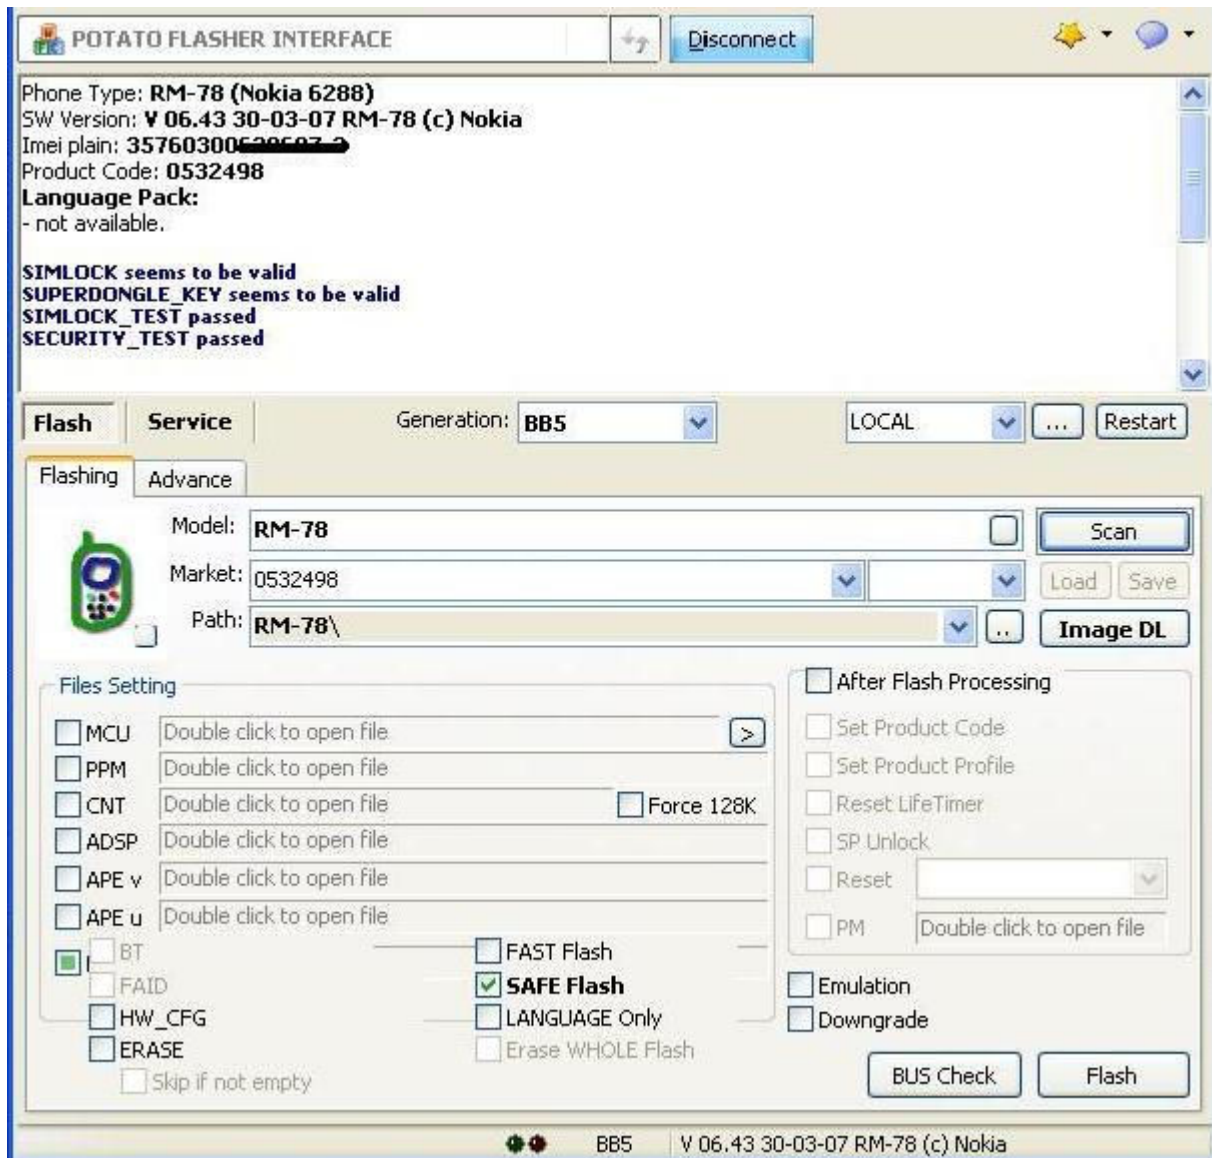 POTATO FLASHER INTERFACE Disconnect
Phone Type: RM-78 (Nokia 6288)
SW Version: V 06.43 30-03-07 RM-78 (c) Nokia
Imei plain: 35760300
Product Code: 0532498
Language Pack:
- not available.
SIMLOCK seems to be valid
SUPERDONGLE_KEY seems to be valid
SIMLOCK_TEST passed
SECURITY_TEST passed
Flash Service Generation: BB5 LOCAL ... Restart
Flashing Advance
Model: RM-78 Scan
Market: 0532498 Load Save
Path: RM-78\ .. Image DL
Files Setting
MCU Double click to open file >
PPM Double click to open file
CNT Double click to open file Force 128K
ADSP Double click to open file
APE v Double click to open file
APE u Double click to open file
BT FAST Flash
FAID SAFE Flash
HW_CFG LANGUAGE Only
ERASE Erase WHOLE Flash
Skip if not empty
After Flash Processing
Set Product Code
Set Product Profile
Reset LifeTimer
SP Unlock
Reset
PM Double click to open file
Emulation
Downgrade
BUS Check Flash
BB5 V 06.43 30-03-07 RM-78 (c) Nokia